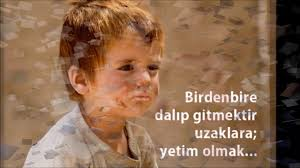 Birdenbire
dalıp gitmektir
uzaklara;
yetim olmak...